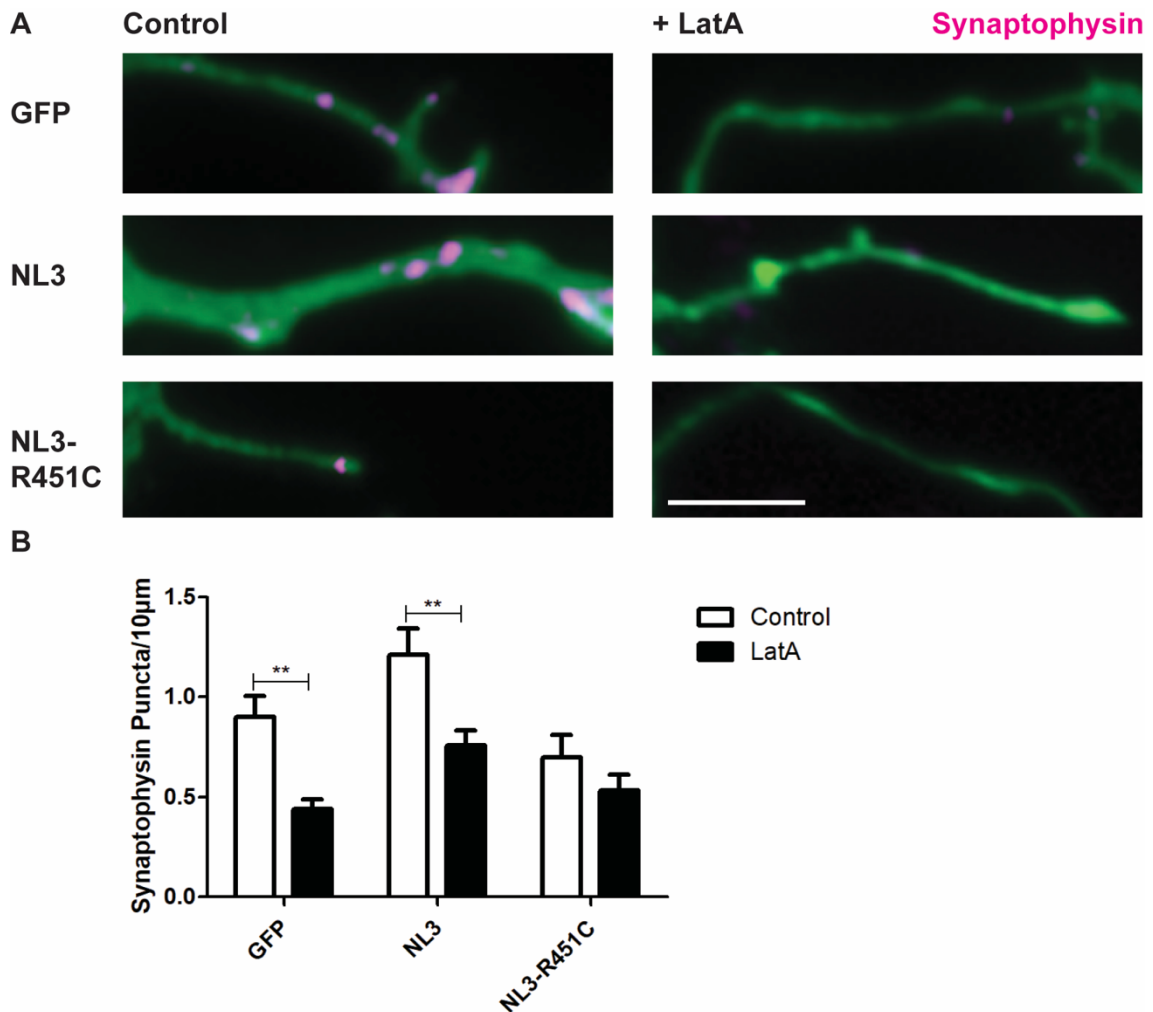 A
Control
+ LatA
Synaptophysin
GFP
NL3
NL3-
R451C
B
Synaptophysin Puncta/10µm
1.5
1.0
0.5
0.0
**
**
Control
LatA
GFP
NL3
NL3-R451C